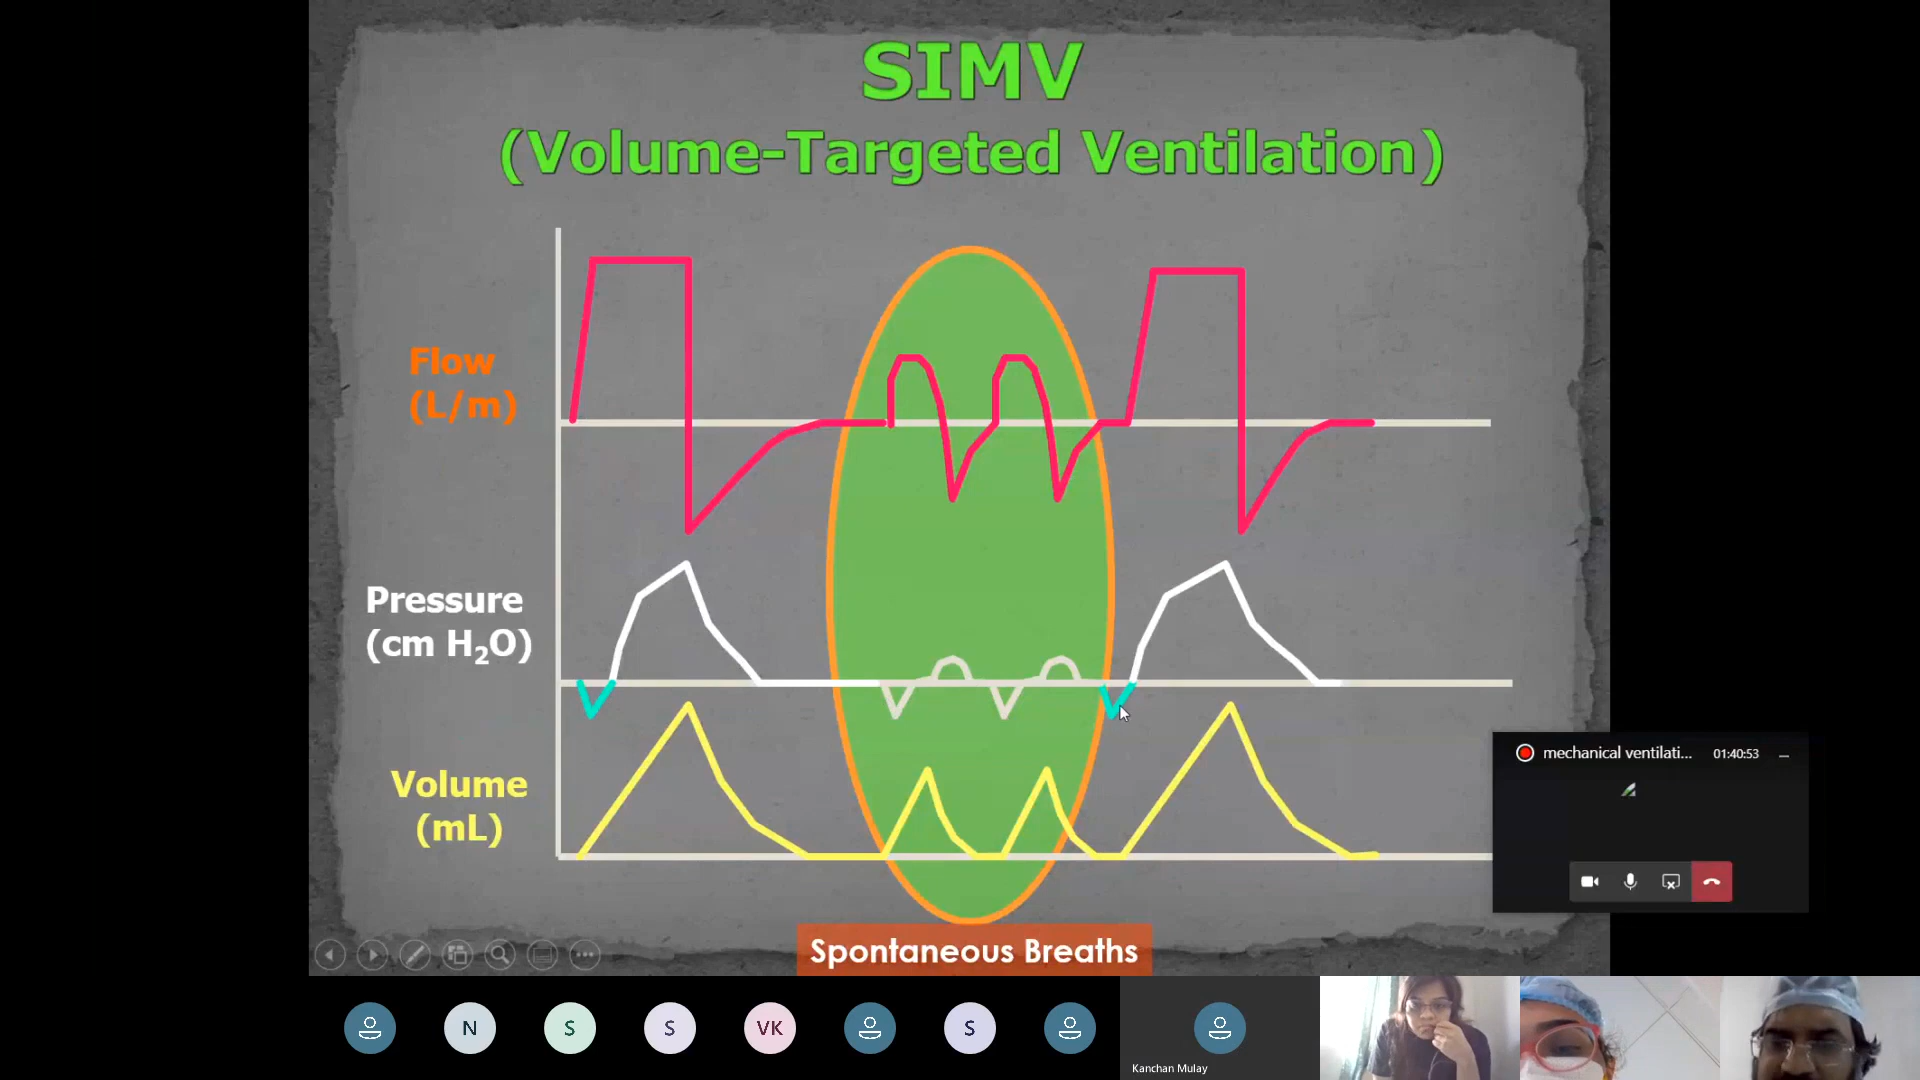 SIMV
(Volume-Targeted Ventilation)
Flow
(L/m)
Pressure
(cm H₂O)
Volume
(mL)
Spontaneous Breaths
mechanical ventilati...
01:40:53
N
S
S
VK
S
Kanchan Mulay